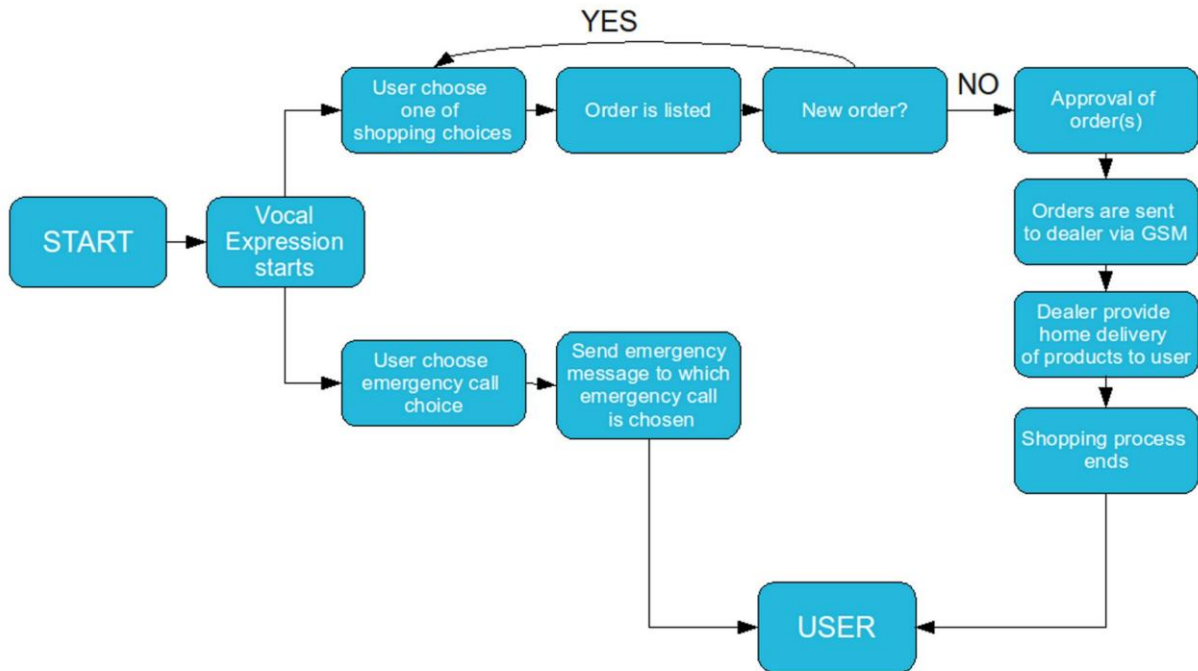 YES
User choose
one of
shopping choices
Order is listed
New order?
NO
Approval of
order(s)
START
Vocal
Expression
starts
Orders are sent
to dealer via GSM
Dealer provide
home delivery
of products to user
User choose
emergency call
choice
Send emergency
message to which
emergency call
is chosen
Shopping process
ends
USER